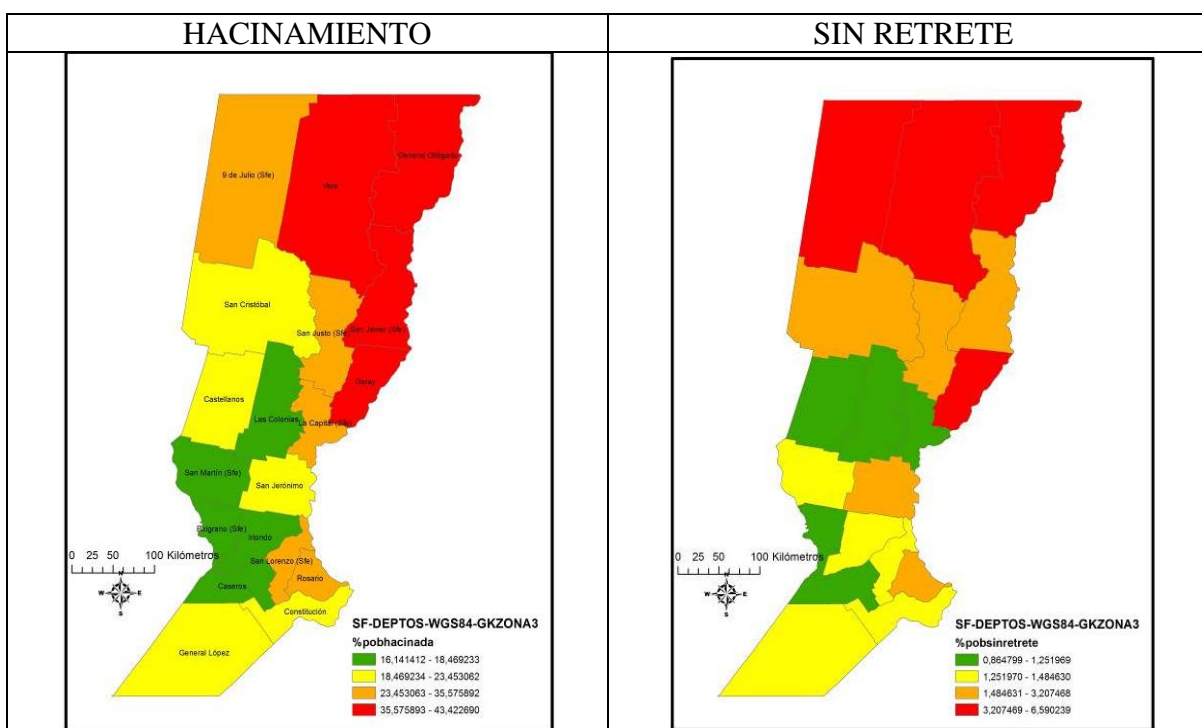 HACINAMIENTO
SIN RETRETE
General Obligado
9 de Julio (Sfe)
Vera
San Cristóbal
San Justo (Sfe)
San Javier (Sfe)
Garay
Castellanos
Las Colonias
La Capital (Sfe)
San Martín (Sfe)
San Jerónimo
Belgrano (Sfe)
Iriondo
0 25 50 100 Kilómetros
San Lorenzo (Sfe)
Rosario
Caseros
N
W E
S
Constitución
General López
SF-DEPTOS-WGS84-GKZONA3
%pobhacinada
16,141412 - 18,469233
18,469234 - 23,453062
23,453063 - 35,575892
35,575893 - 43,422690
0 25 50 100 Kilómetros
N
W E
S
SF-DEPTOS-WGS84-GKZONA3
%pobsinretrete
0,864799 - 1,251969
1,251970 - 1,484630
1,484631 - 3,207468
3,207469 - 6,590239